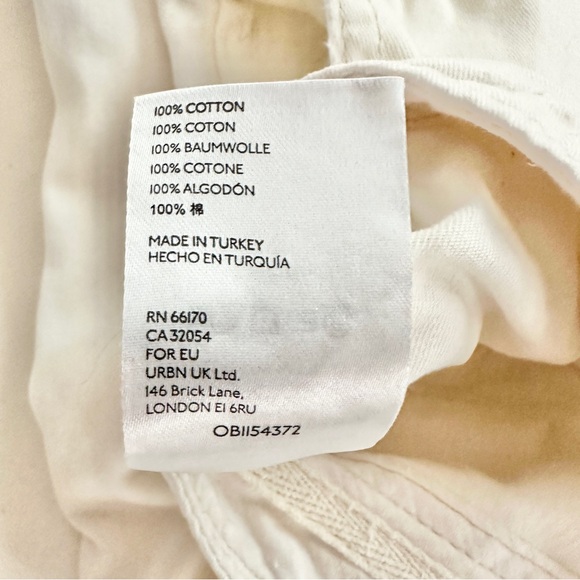 100% COTTON
100% COTON
100% BAUMWOLLE
100% COTONE
100% ALGODÓN
100% 棉
MADE IN TURKEY
HECHO EN TURQUÍA
RN 66170
CA 32054
FOR EU
URBN UK Ltd.
146 Brick Lane,
LONDON E1 6RU
OB1154372